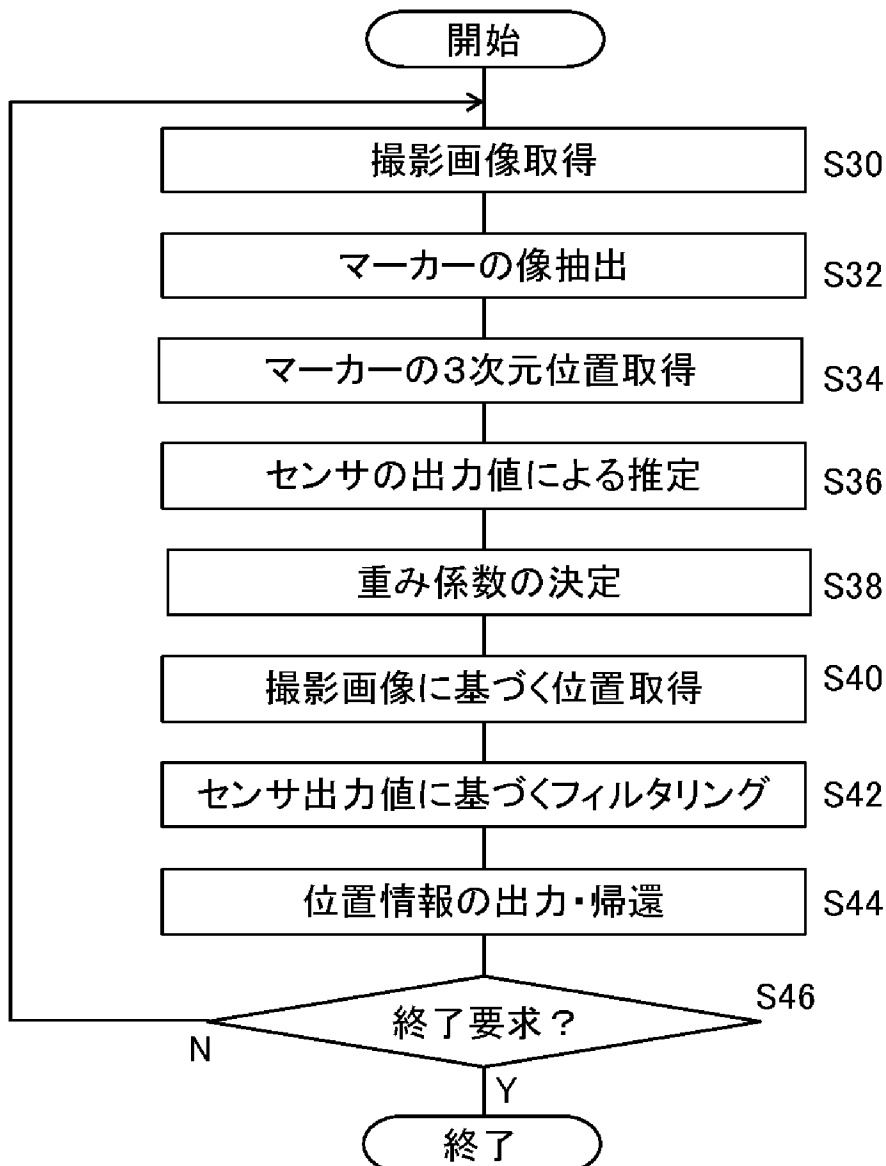 開始
撮影画像取得
S30
マーカーの像抽出
S32
マーカーの3次元位置取得
S34
センサの出力値による推定
S36
重み係数の決定
S38
撮影画像に基づく位置取得
S40
センサ出力値に基づくフィルタリング
S42
位置情報の出力・帰還
S44
終了要求？
S46
N
Y
終了